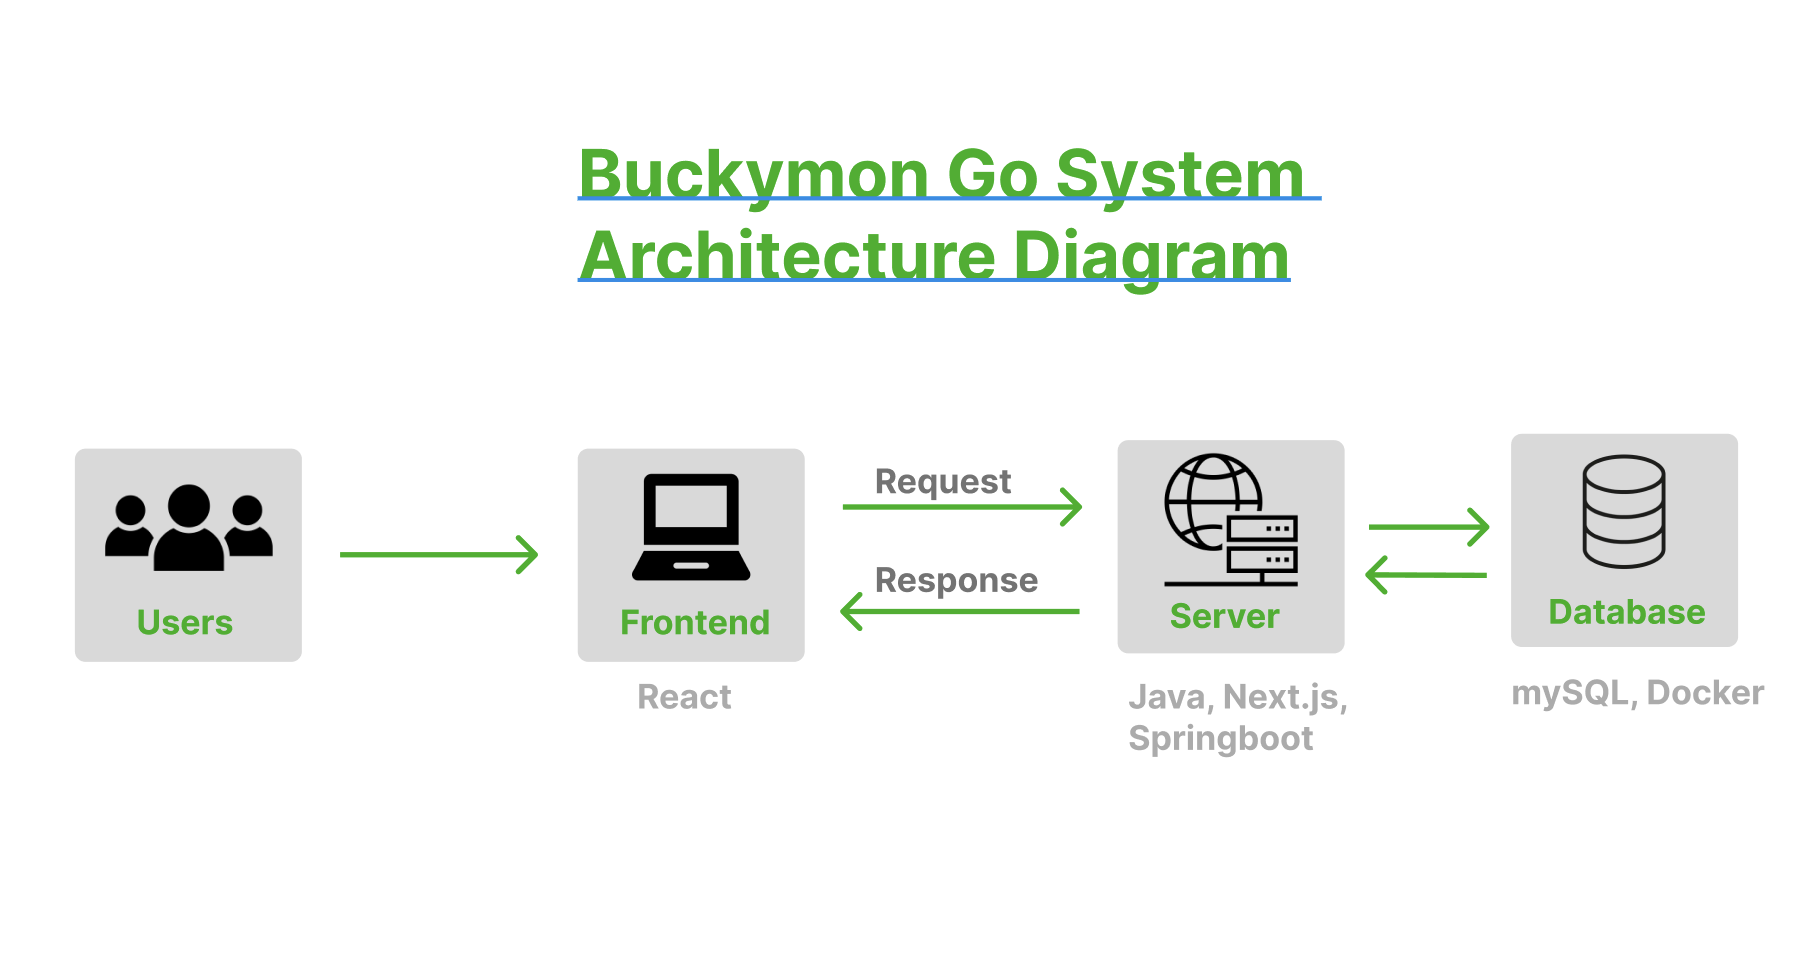 Buckymon Go System
Architecture Diagram
Request
Response
Users
Frontend
Server
Database
React
Java, Next.js,
Springboot
mySQL, Docker